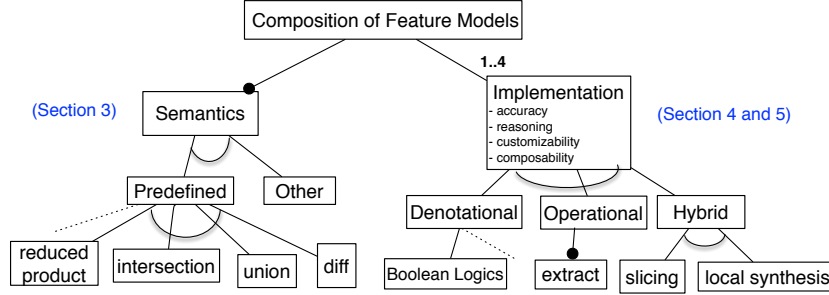 Composition of Feature Models
1..4
(Section 3)
Semantics
Implementation
- accuracy
- reasoning
- customizability
- composability
(Section 4 and 5)
Predefined
Other
Denotational
Operational
Hybrid
reduced
product
intersection
union
diff
Boolean Logics
extract
slicing
local synthesis